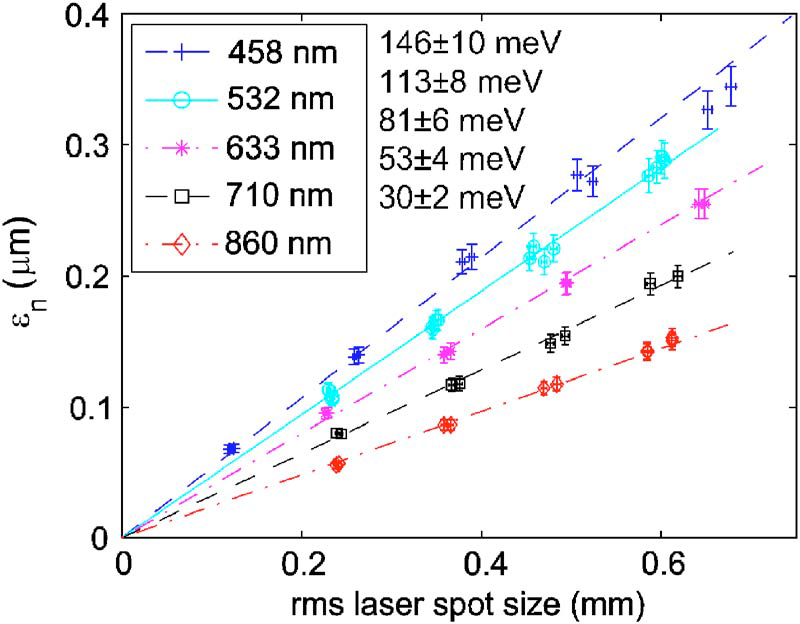 0.4
0.3
0.2
0.1
0
εn (μm)
458 nm
532 nm
633 nm
710 nm
860 nm
146±10 meV
113±8 meV
81±6 meV
53±4 meV
30±2 meV
0 0.2 0.4 0.6
rms laser spot size (mm)